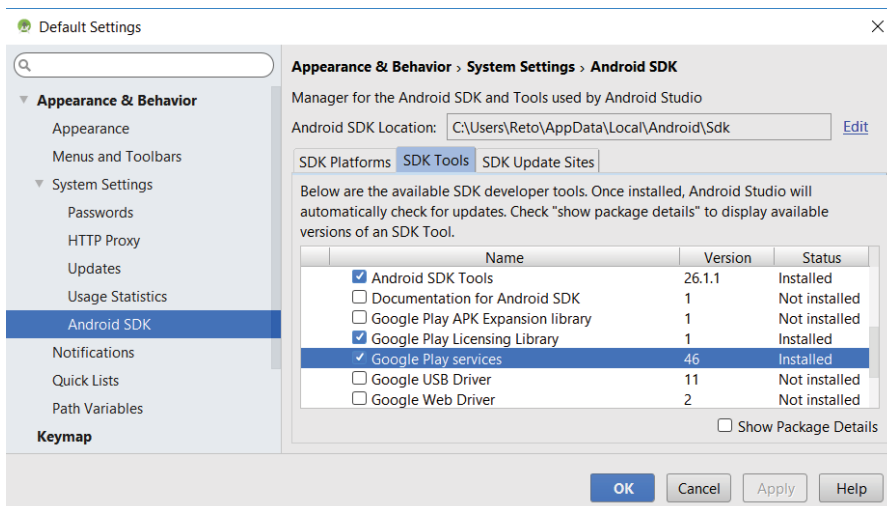 Default Settings
Appearance & Behavior
Appearance
Menus and Toolbars
System Settings
Passwords
HTTP Proxy
Updates
Usage Statistics
Android SDK
Notifications
Quick Lists
Path Variables
Keymap
Appearance & Behavior › System Settings › Android SDK
Manager for the Android SDK and Tools used by Android Studio
Android SDK Location: C:\Users\Reto\AppData\Local\Android\Sdk Edit
SDK Platforms SDK Tools SDK Update Sites
Below are the available SDK developer tools. Once installed, Android Studio will
automatically check for updates. Check "show package details" to display available
versions of an SDK Tool.
Name Version Status
Android SDK Tools 26.1.1 Installed
Documentation for Android SDK 1 Not installed
Google Play APK Expansion library 1 Not installed
Google Play Licensing Library 1 Installed
Google Play services 46 Installed
Google USB Driver 11 Not installed
Google Web Driver 2 Not installed
Show Package Details
OK Cancel Apply Help